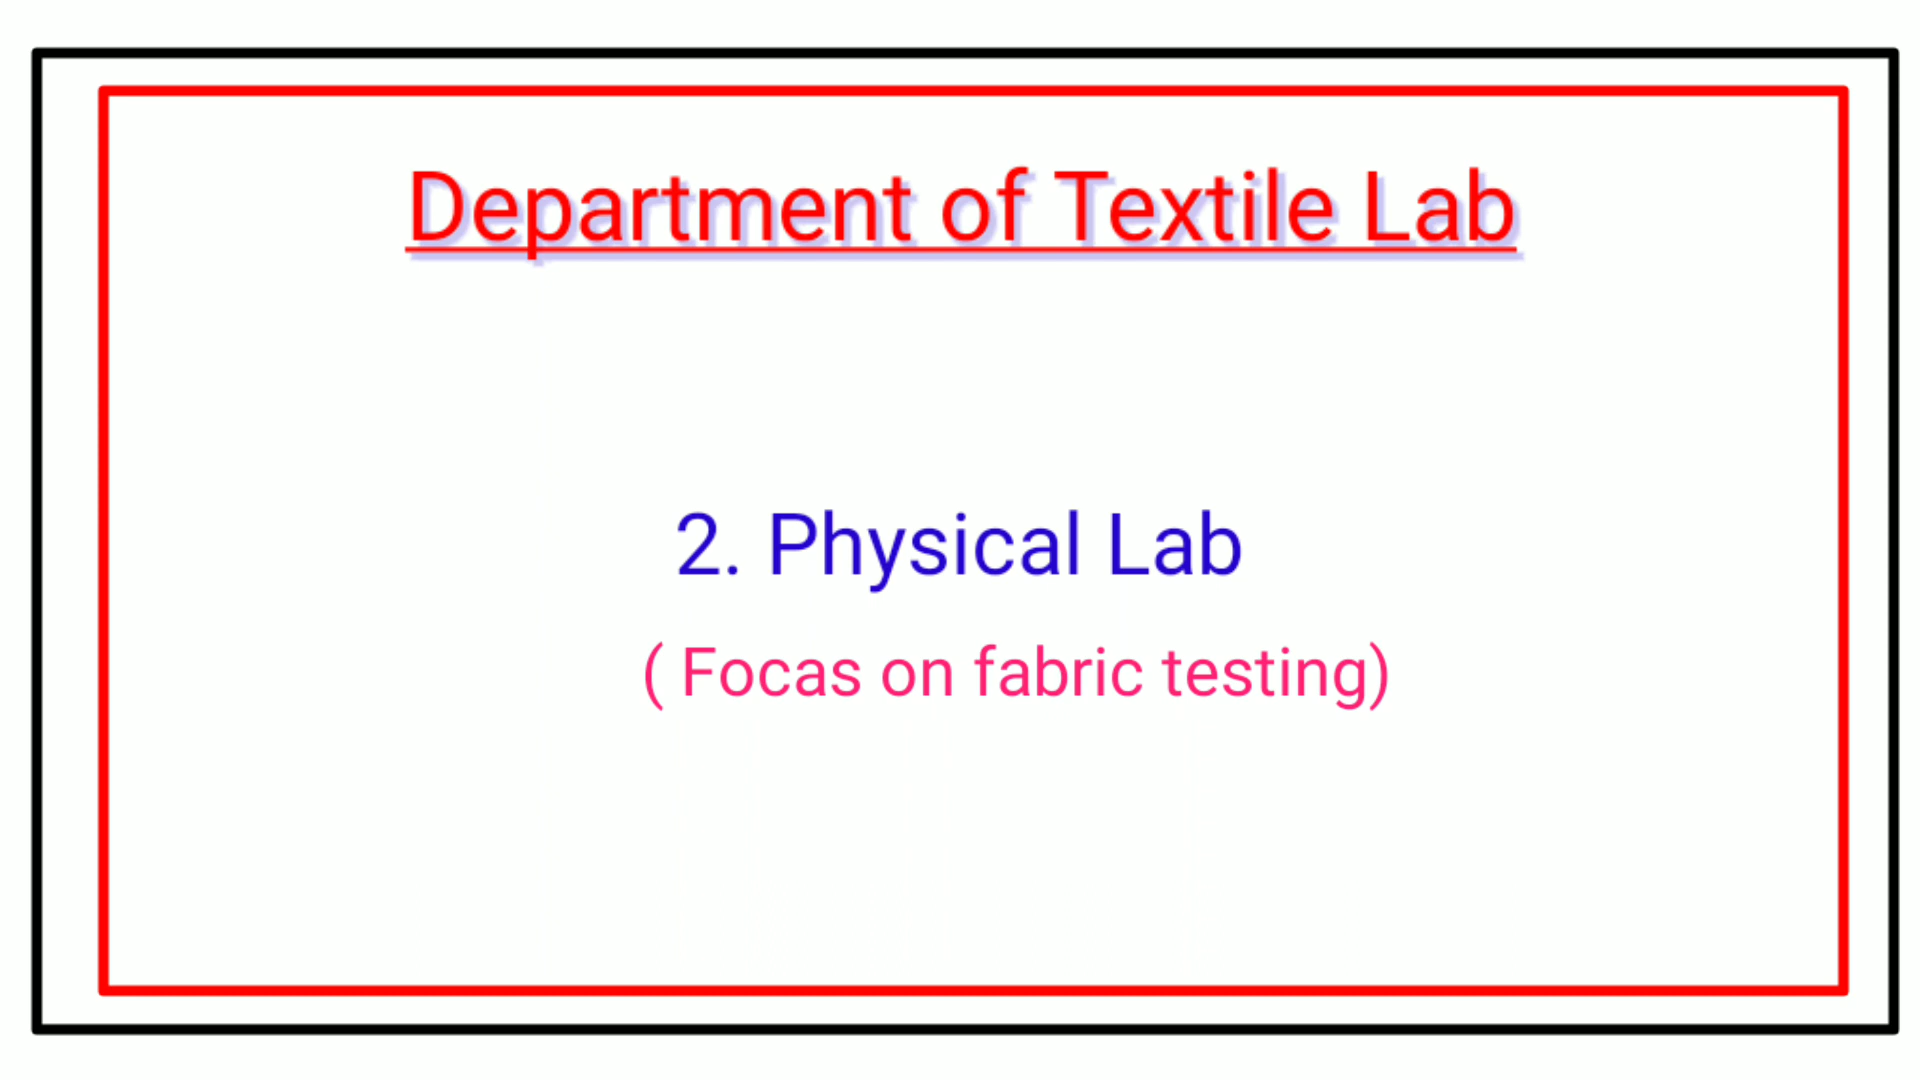 Department of Textile Lab
2. Physical Lab
( Focas on fabric testing)